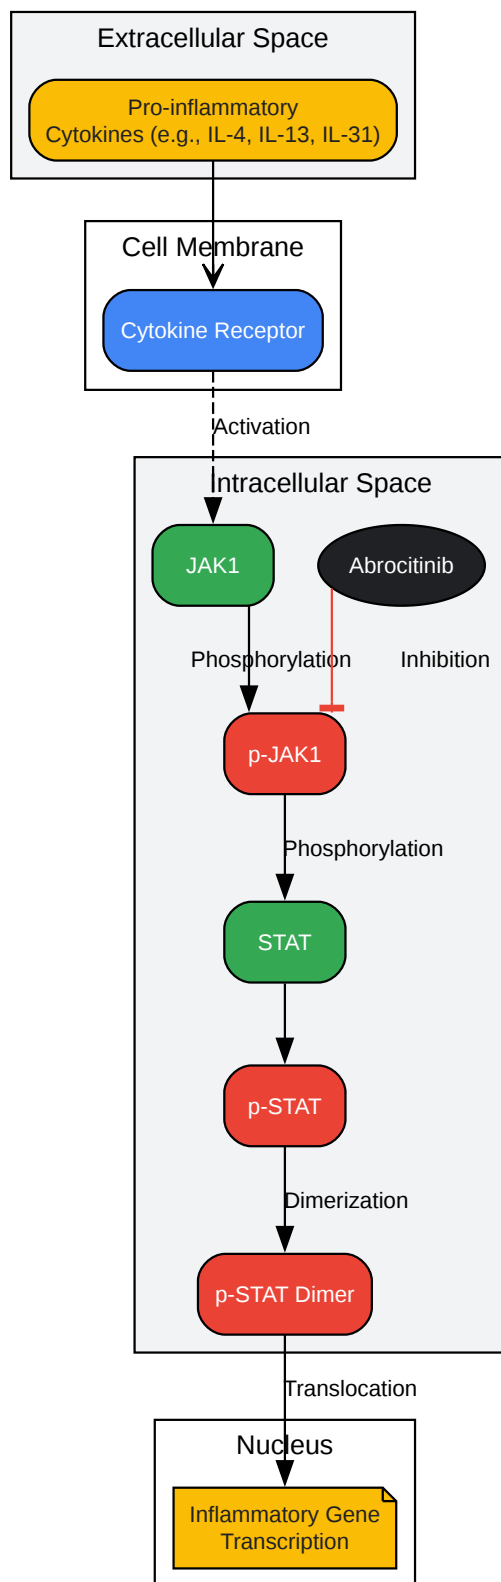 Extracellular Space
Pro-inflammatory
Cytokines (e.g., IL-4, IL-13, IL-31)
Cell Membrane
Cytokine Receptor
Activation
Intracellular Space
JAK1
Abrocitinib
Phosphorylation
Inhibition
p-JAK1
Phosphorylation
STAT
p-STAT
Dimerization
p-STAT Dimer
Translocation
Nucleus
Inflammatory Gene
Transcription